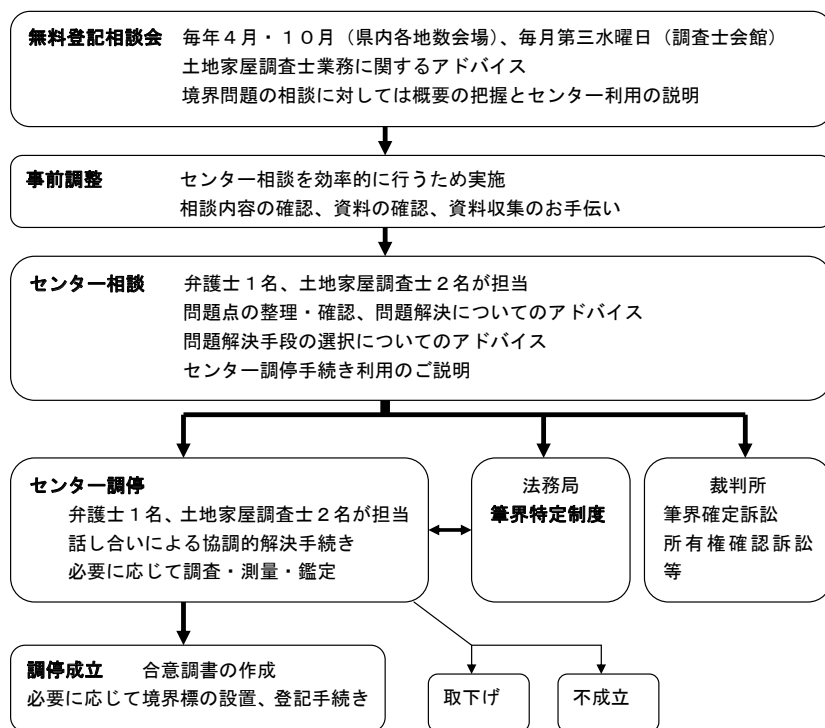 無料登記相談会 毎年４月・１０月（県内各地数会場）、毎月第三水曜日（調査士会館）
土地家屋調査士業務に関するアドバイス
境界問題の相談に対しては概要の把握とセンター利用の説明
事前調整 センター相談を効率的に行うため実施
相談内容の確認、資料の確認、資料収集のお手伝い
センター相談 弁護士１名、土地家屋調査士２名が担当
問題点の整理・確認、問題解決についてのアドバイス
問題解決手段の選択についてのアドバイス
センター調停手続き利用のご説明
センター調停
弁護士１名、土地家屋調査士２名が担当
話し合いによる協調的解決手続き
必要に応じて調査・測量・鑑定
法務局
筆界特定制度
裁判所
筆界確定訴訟
所有権確認訴訟
等
調停成立 合意調書の作成
必要に応じて境界標の設置、登記手続き
取下げ
不成立